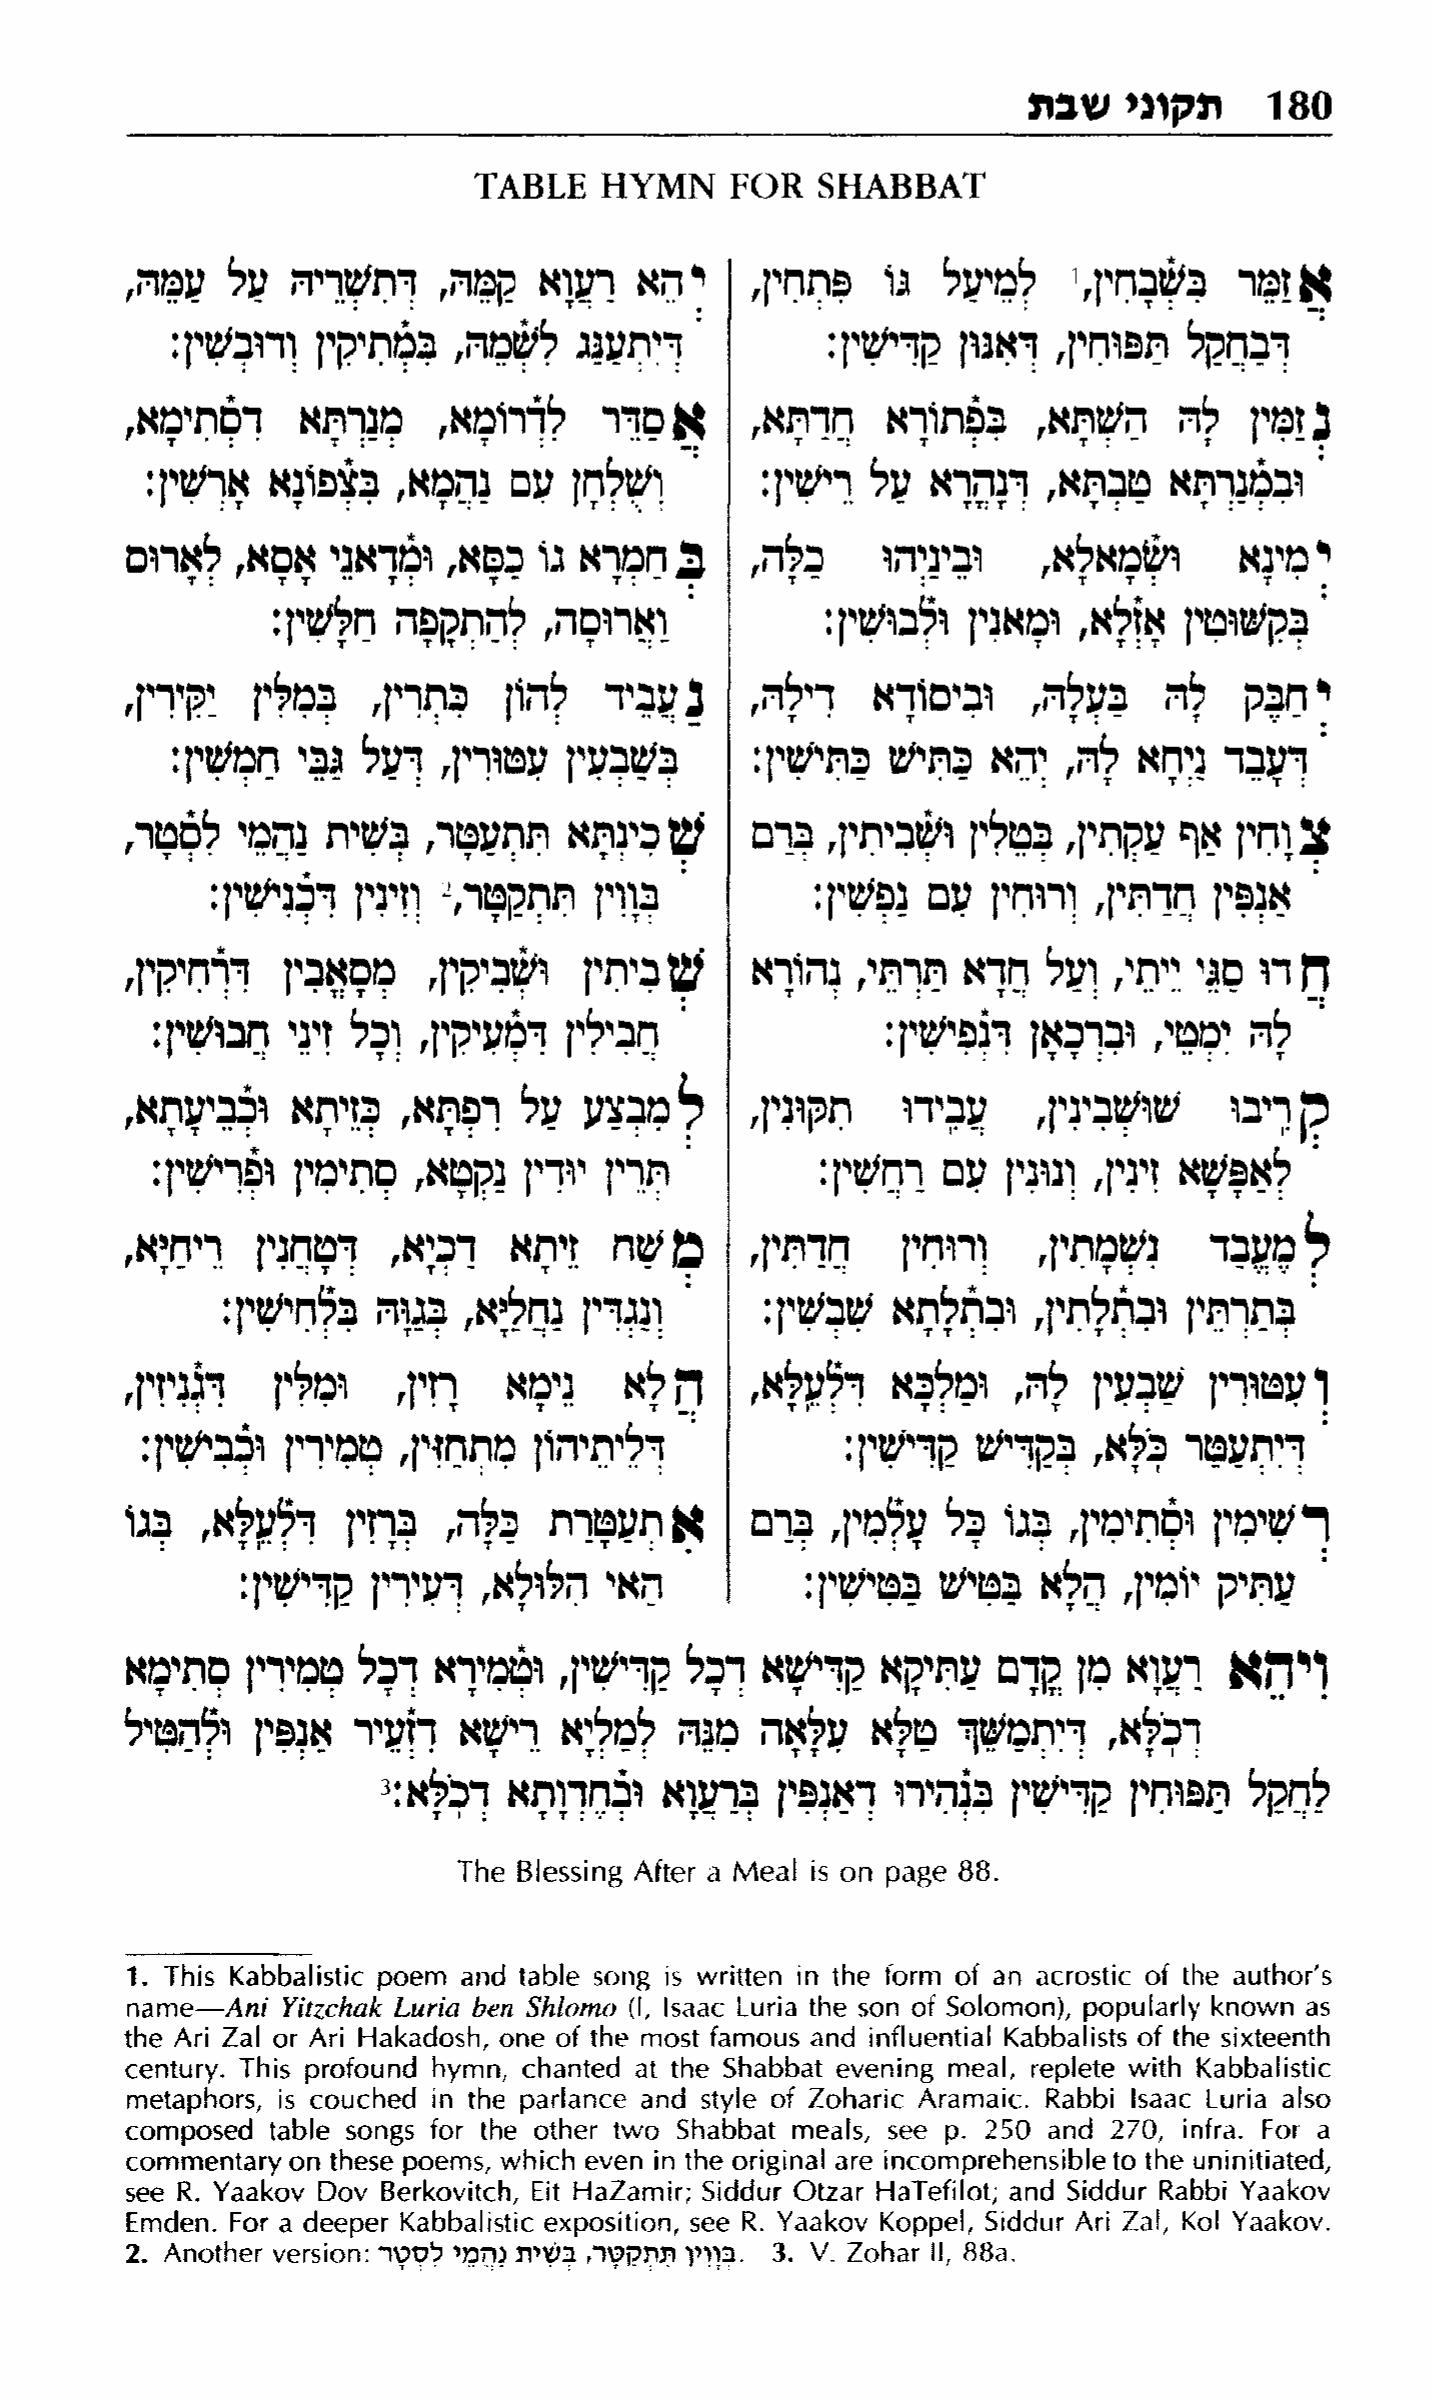 180 תקוני שבת
TABLE HYMN FOR SHABBAT
אֲזַמֵּר בִּשְׁבָחִין,¹ לְמֵיעַל גּוֹ פִתְחִין,
דְּבַחֲקַל תַּפּוּחִין, דְּאִנּוּן קַדִּישִׁין:
נְזַמִּין לָהּ הַשְׁתָּא, בִּפְתוֹרָא חֲדַתָּא,
וּבִמְנַרְתָּא טַבְתָּא, דְּנָהֲרָא עַל רֵישִׁין:
יְמִינָא וּשְׂמָאלָא, וּבֵינַיְהוּ כַלָּה,
בְּקִשּׁוּטִין אָזְלָא, וּמָאנִין וּלְבוּשִׁין:
יְחַבֵּק לָהּ בַּעְלָהּ, וּבִיסוֹדָא דִילָהּ,
דְּעָבֵד נְיָחָא לָהּ, יְהֵא כַּתִּישׁ כַּתִּישִׁין:
צְוָחִין אַף עַקְתִין, בְּטֵלִין וּשְׁבִיתִין, בְּרַם
אַנְפִּין חֲדַתִּין, וְרוּחִין עִם נַפְשִׁין:
חֲדוּ סַגִּי יֵיתֵי, וְעַל חֲדָא תַּרְתֵּי, נְהוֹרָא
לָהּ יִמְטֵי, וּבִרְכָאָן דִּנְפִישִׁין:
קְרִיבוּ שׁוּשְׁבִינִין, עֲבִידוּ תִקּוּנִין,
לְאַפָּשָׁא זִינִין, וְנוּנִין עִם רַחֲשִׁין:
לְמֶעְבַּד נִשְׁמָתִין, וְרוּחִין חֲדַתִּין,
בְּתַרְתֵּין וּבִתְלָתִין, וּבִתְלָתָא שִׁבְשִׁין:
וְעִטּוּרִין שַׁבְעִין לָהּ, וּמַלְכָּא דִּלְעֵלָּא,
דְּיִתְעַטֵּר כֹּלָּא, בְּקַדִּישׁ קַדִּישִׁין:
רְשִׁימִין וּסְתִימִין, בְּגוֹ כָּל עָלְמִין, בְּרַם
עַתִּיק יוֹמִין, הֲלָא בַּטִּישׁ בַּטִּישִׁין:
יְהֵא רַעֲוָא קַמֵּהּ, דְּתִשְׁרֵיהּ עַל עַמֵּהּ,
דְּיִתְעַנַּג לִשְׁמֵהּ, בִּמְתִיקִין וְדוּבְשִׁין:
אֲסַדֵּר לִדְרוֹמָא, מְנַרְתָּא דִסְתִימָא,
וְשֻׁלְחָן עִם נַהֲמָא, בִּצְפוֹנָא אָרְשִׁין:
בְּחַמְרָא גוֹ כַסָּא, וּמְדָאנֵי אָסָא, לְאָרוּס
וַאֲרוּסָה, לְהַתְקָפָה חַלָּשִׁין:
נַעֲבֵיד לְהוֹן כִּתְרִין, בְּמִלִּין יַקִּירִין,
בְּשַׁבְעִין עִטּוּרִין, דְּעַל גַּבֵּי חַמְשִׁין:
שְׁכִינְתָּא תִּתְעַטָּר, בְּשִׁית נַהֲמֵי לִסְטַר,
בְּוָוִין תִּתְקַטָּר,² וְזִינִין דִּכְנִישִׁין:
שְׁבִיתִין וּשְׁבִיקִין, מְסָאֲבִין דִּרְחִיקִין,
חֲבִילִין דִּמְעִיקִין, וְכָל זִינֵי חֲבוּשִׁין:
לְמִבְצַע עַל רִפְתָּא, כְּזֵיתָא וּכְבֵיעָתָא,
תְּרֵין יוּדִין נַקְטָא, סְתִימִין וּפְרִישִׁין:
מְשַׁח זֵיתָא דַכְיָא, דְּטָחֲנִין רֵיחַיָּא,
וְנָגְדִין נַחֲלַיָּא, בְּגַוָּהּ בִּלְחִישִׁין:
הֲלָא נֵימָא רָזִין, וּמִלִּין דִּגְנִיזִין,
דְּלֵיתֵיהוֹן מִתְחַזִּין, טְמִירִין וּכְבִישִׁין:
אִתְעַטָּרַת כַּלָּה, בְּרָזִין דִּלְעֵלָּא, בְּגוֹ
הַאי הִלּוּלָא, דְּעִירִין קַדִּישִׁין:
וִיהֵא רַעֲוָא מִן קֳדָם עַתִּיקָא קַדִּישָׁא דְכָל קַדִּישִׁין, וּטְמִירָא דְכָל טְמִירִין סְתִימָא
דְכֹלָּא, דְּיִתְמַשֵּׁךְ טַלָּא עִלָּאָה מִנֵּהּ לְמַלְיָא רֵישָׁא דִזְעֵיר אַנְפִּין וּלְהַטִּיל
לַחֲקַל תַּפּוּחִין קַדִּישִׁין בִּנְהִירוּ דְאַנְפִּין בְּרַעֲוָא וּבְחֶדְוָתָא דְכֹלָּא:³
The Blessing After a Meal is on page 88.
1. This Kabbalistic poem and table song is written in the form of an acrostic of the author's
name—Ani Yitzchak Luria ben Shlomo (I, Isaac Luria the son of Solomon), popularly known as
the Ari Zal or Ari Hakadosh, one of the most famous and influential Kabbalists of the sixteenth
century. This profound hymn, chanted at the Shabbat evening meal, replete with Kabbalistic
metaphors, is couched in the parlance and style of Zoharic Aramaic. Rabbi Isaac Luria also
composed table songs for the other two Shabbat meals, see p. 250 and 270, infra. For a
commentary on these poems, which even in the original are incomprehensible to the uninitiated,
see R. Yaakov Dov Berkovitch, Eit HaZamir; Siddur Otzar HaTefilot; and Siddur Rabbi Yaakov
Emden. For a deeper Kabbalistic exposition, see R. Yaakov Koppel, Siddur Ari Zal, Kol Yaakov.
2. Another version: בְּוָוִין תִּתְקַטָּר, בְּשִׁית נַהֲמֵי לִסְטָר. 3. V. Zohar II, 88a.